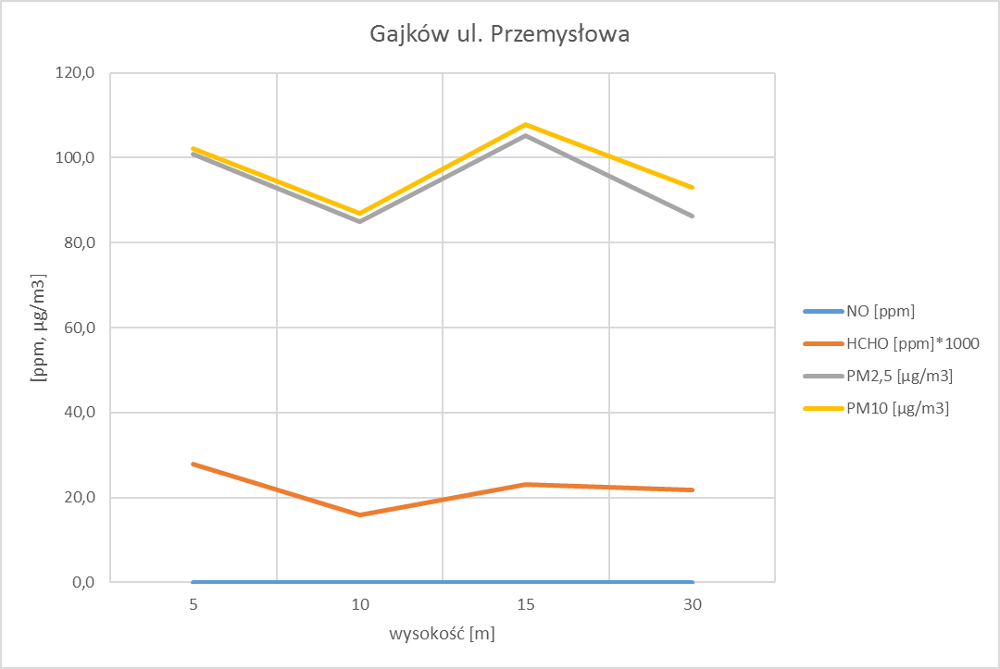 Gajków ul. Przemysłowa
120,0
100,0
80,0
60,0
40,0
20,0
0,0
[ppm, µg/m3]
5 10 15 30
wysokość [m]
NO [ppm]
HCHO [ppm]*1000
PM2,5 [µg/m3]
PM10 [µg/m3]